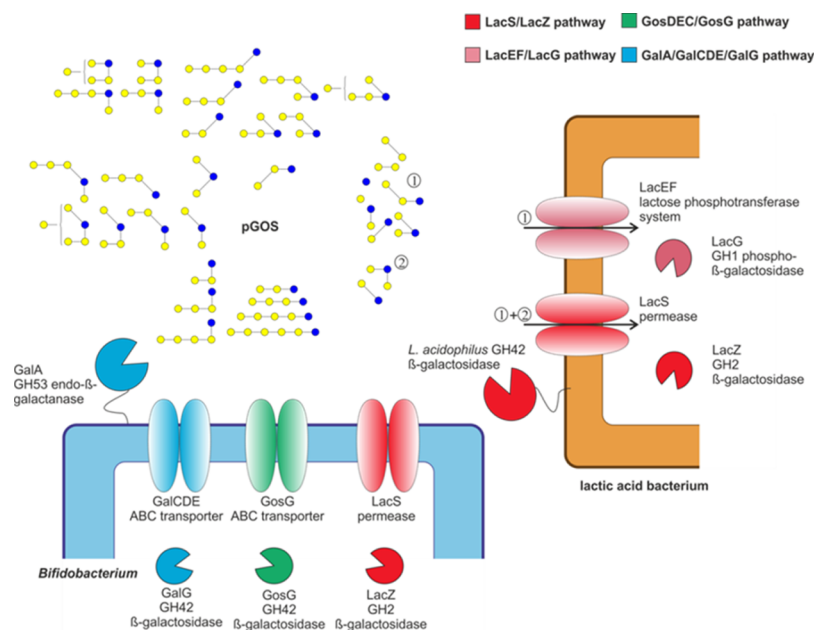 LacS/LacZ pathway
GosDEC/GosG pathway
LacEF/LacG pathway
GalA/GalCDE/GalG pathway
①
pGOS
②
LacEF
lactose phosphotransferase
system
①
LacG
GH1 phospho-
ß-galactosidase
①+②
LacS
permease
L. acidophilus GH42
ß-galactosidase
LacZ
GH2
ß-galactosidase
lactic acid bacterium
GalA
GH53 endo-ß-
galactanase
GalCDE
ABC transporter
GosG
ABC transporter
LacS
permease
Bifidobacterium
GalG
GH42
ß-galactosidase
GosG
GH42
ß-galactosidase
LacZ
GH2
ß-galactosidase